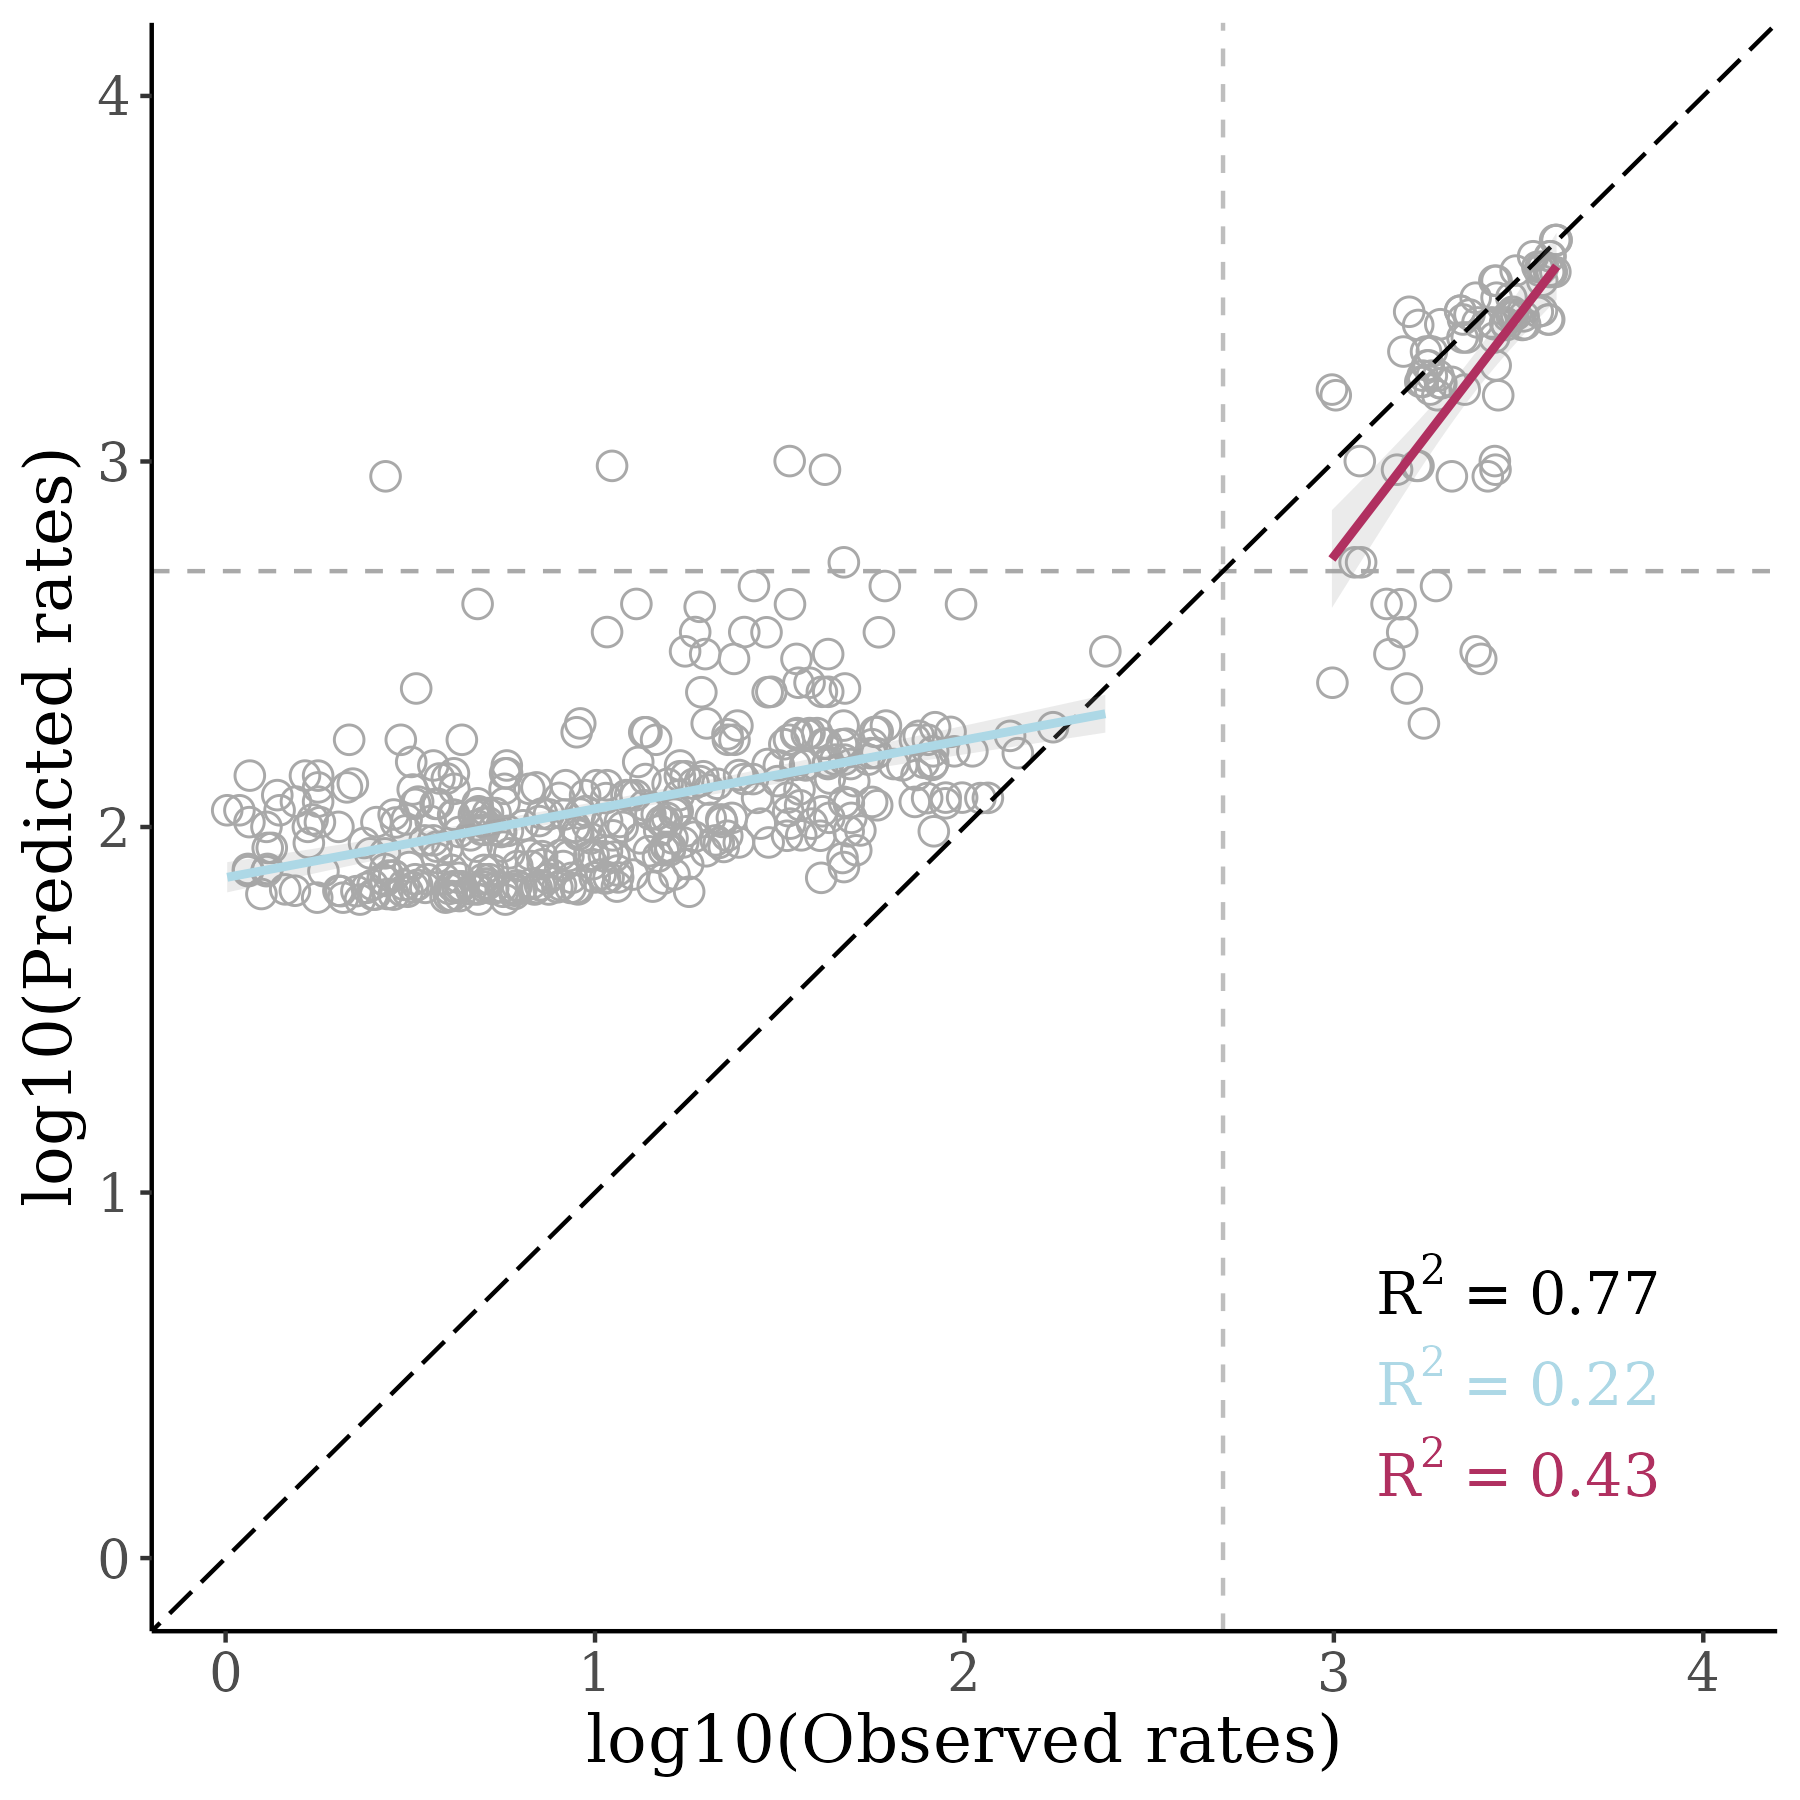 4
3
2
1
0
log10(Predicted rates)
R² = 0.77
R² = 0.22
R² = 0.43
0 1 2 3 4
log10(Observed rates)